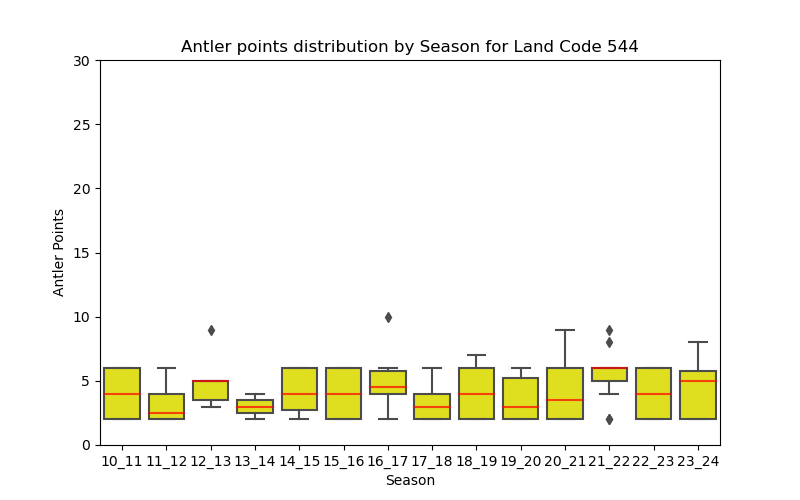 Antler points distribution by Season for Land Code 544
30
25
20
15
10
5
0
Antler Points
10_11 11_12 12_13 13_14 14_15 15_16 16_17 17_18 18_19 19_20 20_21 21_22 22_23 23_24
Season